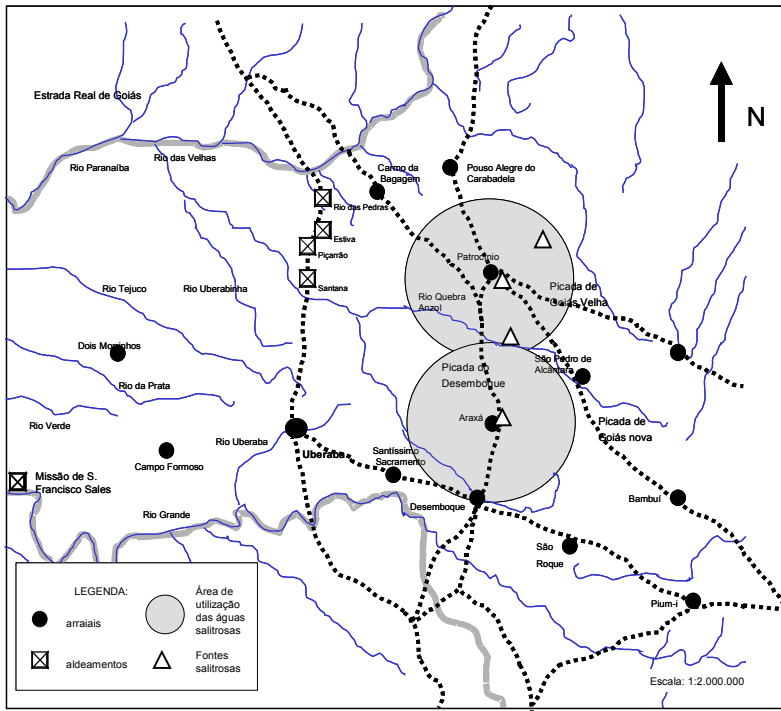 Estrada Real de Goiás
N
Rio das Velhas
Rio Paranaíba
Carmo da
Bagagem
Pouso Alegre do
Carabadela
Rio das Pedras
Estiva
Piçarrão
Patrocínio
Picada de
Goiás Velha
Santana
Rio Tejuco
Rio Uberabinha
Rio Quebra
Anzol
Dois Morrinhos
São Pedro de
Alcântara
Picada do
Desemboque
Rio da Prata
Araxá
Picada de
Goiás nova
Rio Verde
Rio Uberaba
Uberaba
Santíssimo
Sacramento
Campo Formoso
Missão de S.
Francisco Sales
Desemboque
Bambuí
Rio Grande
São
Roque
Pium-i
LEGENDA:
arraiais
Área de
utilização
das águas
salitrosas
aldeamentos
Fontes
salitrosas
Escala: 1:2.000.000